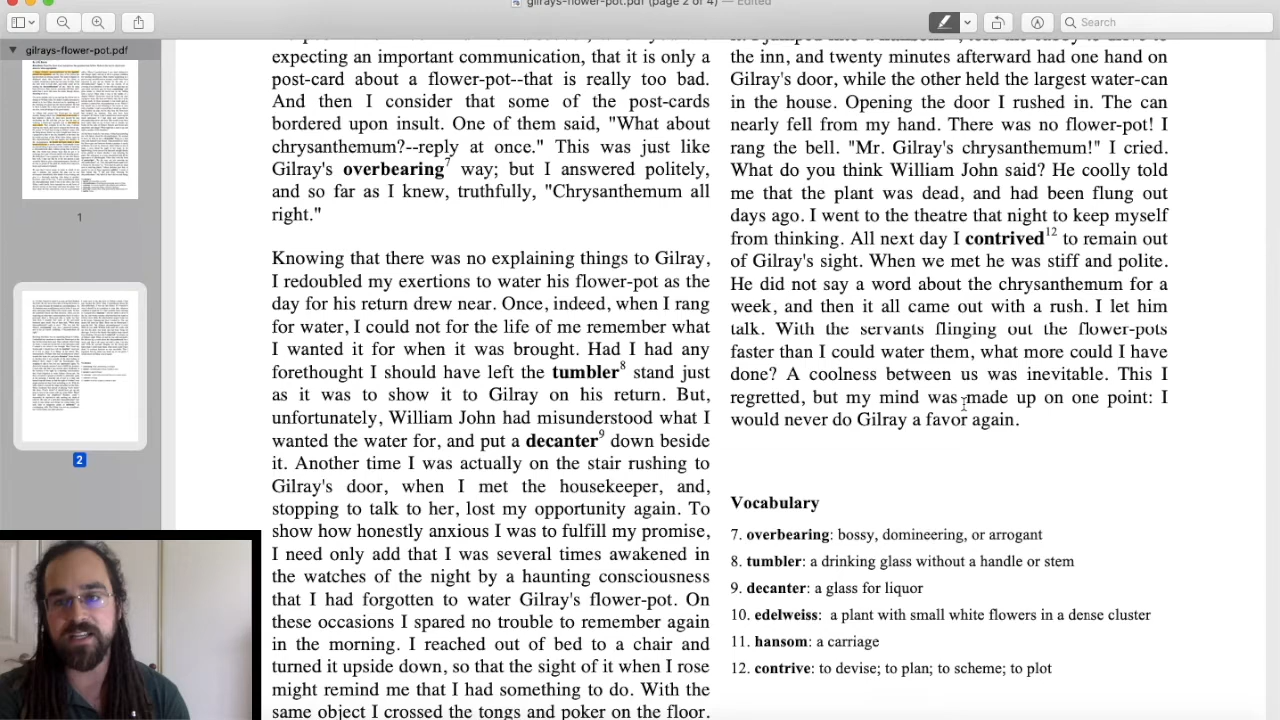 gilrays-flower-pot.pdf (page 2 of 4) — Edited
Search
gilrays-flower-pot.pdf
1
2
expecting an important communication, that it is only a
post-card about a flower-pot--that is really too bad.
And then I consider that some of the post-cards
bordered upon insult. One of them said, "What about
chrysanthemum?--reply at once." This was just like
Gilray's overbearing7 way; but I answered politely,
and so far as I knew, truthfully, "Chrysanthemum all
right."
Knowing that there was no explaining things to Gilray,
I redoubled my exertions to water his flower-pot as the
day for his return drew near. Once, indeed, when I rang
for water, I could not for the life of me remember what
I wanted it for when it was brought. Had I had any
forethought I should have left the tumbler8 stand just
as it was to show it to Gilray on his return. But,
unfortunately, William John had misunderstood what I
wanted the water for, and put a decanter9 down beside
it. Another time I was actually on the stair rushing to
Gilray's door, when I met the housekeeper, and,
stopping to talk to her, lost my opportunity again. To
show how honestly anxious I was to fulfill my promise,
I need only add that I was several times awakened in
the watches of the night by a haunting consciousness
that I had forgotten to water Gilray's flower-pot. On
these occasions I spared no trouble to remember again
in the morning. I reached out of bed to a chair and
turned it upside down, so that the sight of it when I rose
might remind me that I had something to do. With the
same object I crossed the tongs and poker on the floor.
it. I jumped into a hansom11, told the cabby to drive to
the inn, and twenty minutes afterward had one hand on
Gilray's door, while the other held the largest water-can
in the house. Opening the door I rushed in. The can
nearly fell from my hand. There was no flower-pot! I
rang the bell. "Mr. Gilray's chrysanthemum!" I cried.
What do you think William John said? He coolly told
me that the plant was dead, and had been flung out
days ago. I went to the theatre that night to keep myself
from thinking. All next day I contrived12 to remain out
of Gilray's sight. When we met he was stiff and polite.
He did not say a word about the chrysanthemum for a
week, and then it all came out with a rush. I let him
talk. With the servants flinging out the flower-pots
faster than I could water them, what more could I have
done? A coolness between us was inevitable. This I
regretted, but my mind was made up on one point: I
would never do Gilray a favor again.
Vocabulary
7. overbearing: bossy, domineering, or arrogant
8. tumbler: a drinking glass without a handle or stem
9. decanter: a glass for liquor
10. edelweiss: a plant with small white flowers in a dense cluster
11. hansom: a carriage
12. contrive: to devise; to plan; to scheme; to plot